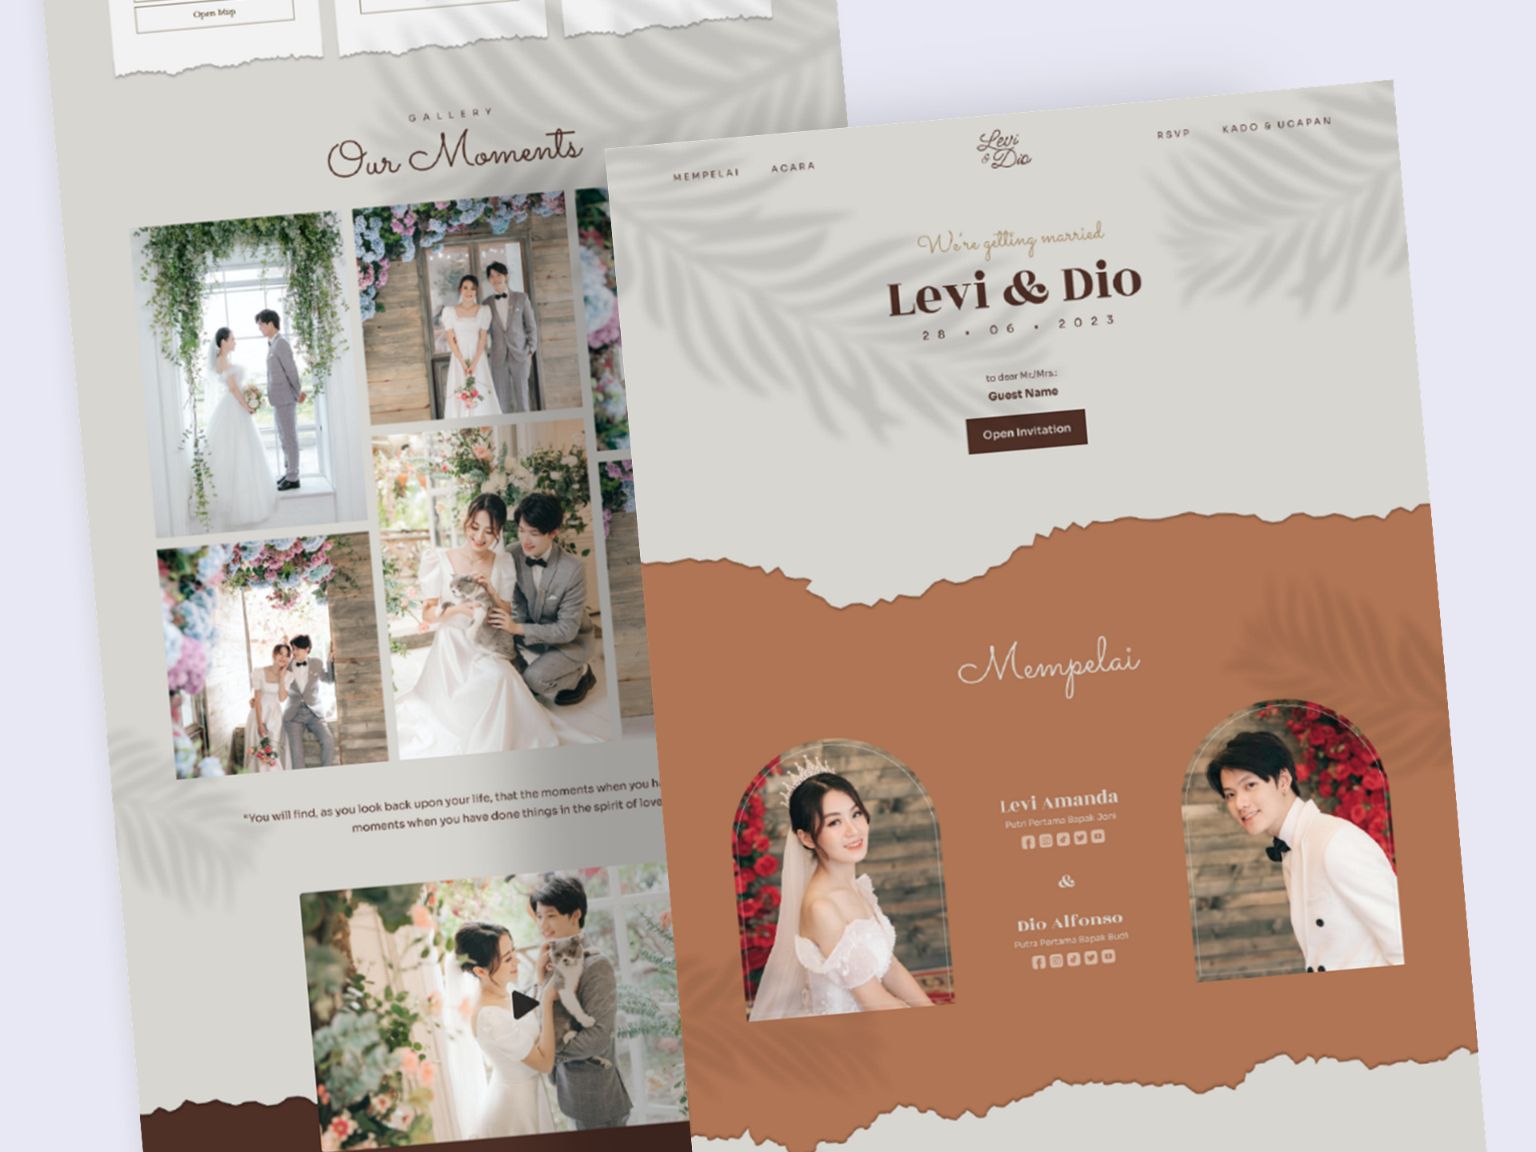 Open Map
GALLERY
Our Moments
"You will find, as you look back upon your life, that the moments when you
moments when you have done things in the spirit of love
MEMPELAI
ACARA
Levi
& Dio
RSVP
KADO & UCAPAN
We're getting married
Levi & Dio
28 • 06 • 2023
to dear Mr./Mrs.:
Guest Name
Open Invitation
Mempelai
Levi Amanda
Putri Pertama Bapak Joni
&
Dio Alfonso
Putra Pertama Bapak Budi